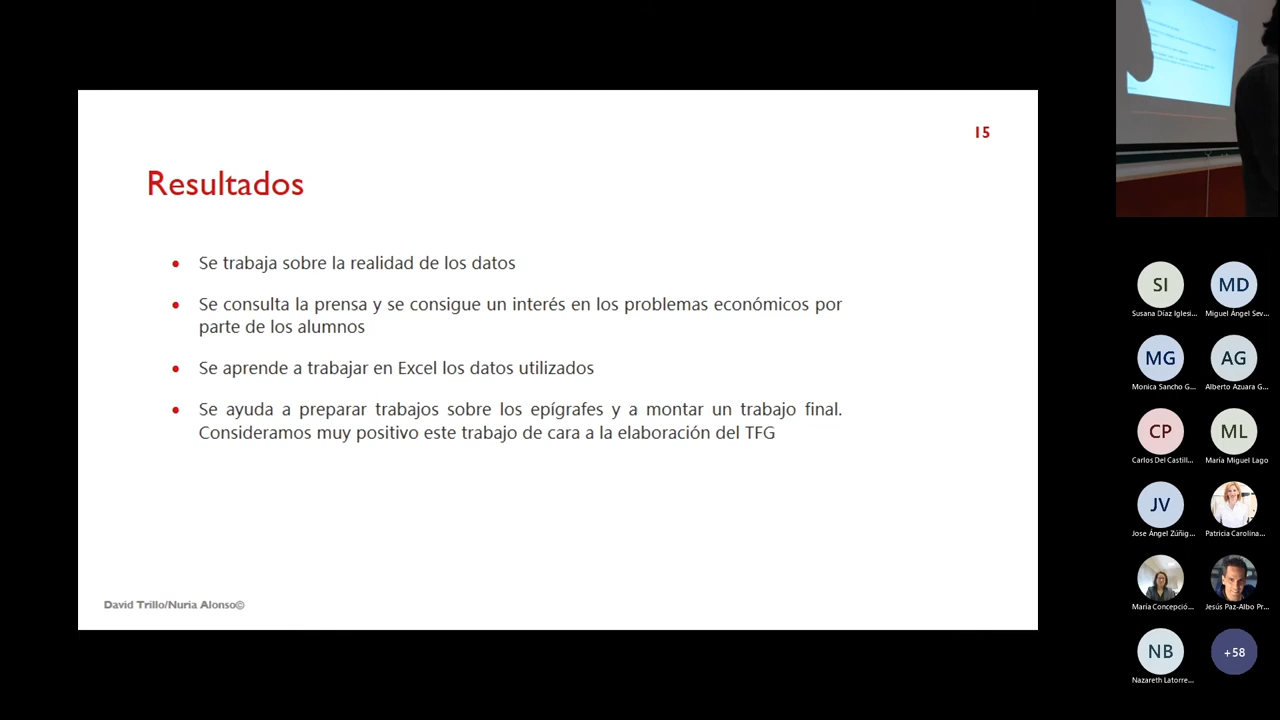 15
Resultados
Se trabaja sobre la realidad de los datos
Se consulta la prensa y se consigue un interés en los problemas económicos por
parte de los alumnos
Se aprende a trabajar en Excel los datos utilizados
Se ayuda a preparar trabajos sobre los epígrafes y a montar un trabajo final.
Consideramos muy positivo este trabajo de cara a la elaboración del TFG
David Trillo/Nuria Alonso©
SI MD
Susana Díaz Iglesi... Miguel Ángel Sev...
MG AG
Monica Sancho G... Alberto Azuara G...
CP ML
Carlos Del Castill... María Miguel Lago
JV
Jose Ángel Zúñig... Patricia Carolina...
María Concepció... Jesús Paz-Albo Pr...
NB +58
Nazareth Latorre...